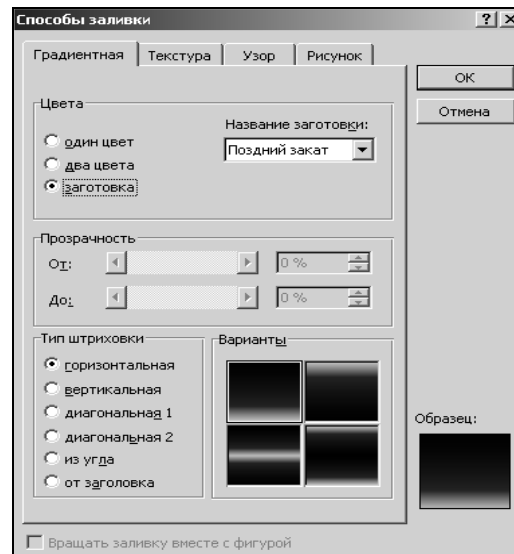 Способы заливки
Градиентная Текстура Узор Рисунок
ОК
Отмена
Цвета
один цвет
два цвета
заготовка
Название заготовки:
Поздний закат
Прозрачность
От: 0 %
До: 0 %
Тип штриховки
горизонтальная
вертикальная
диагональная 1
диагональная 2
из угла
от заголовка
Варианты
Образец:
Вращать заливку вместе с фигурой